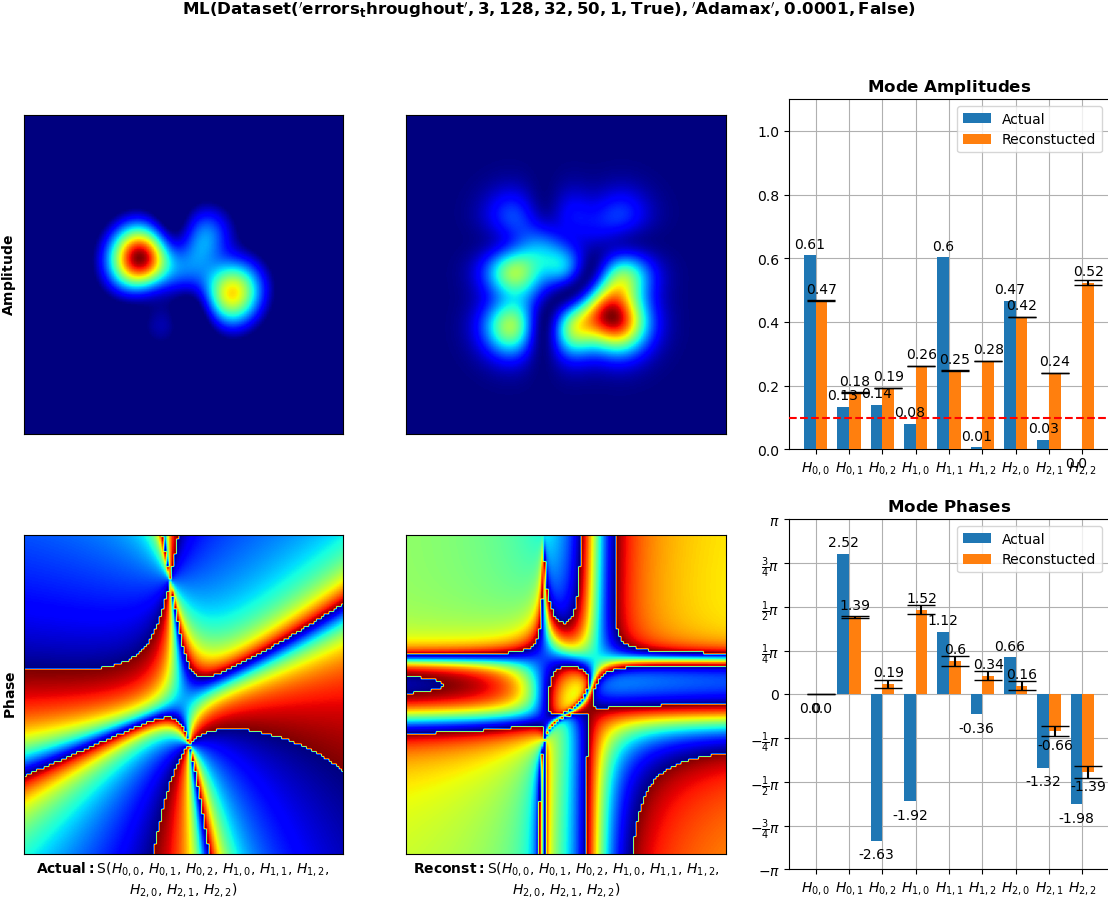 ML(Dataset('errors_throughout', 3, 128, 32, 50, 1, True), 'Adamax', 0.0001, False)
Amplitude
Mode Amplitudes
Actual
Reconstucted
1.0
0.8
0.6
0.4
0.2
0.0
0.61 0.47 0.13 0.18 0.14 0.19 0.08 0.26 0.6 0.25 0.01 0.28 0.47 0.42 0.03 0.24 0.0 0.52
H0,0 H0,1 H0,2 H1,0 H1,1 H1,2 H2,0 H2,1 H2,2
Phase
Mode Phases
Actual
Reconstucted
π
3/4π
1/2π
1/4π
0
−1/4π
−1/2π
−3/4π
−π
0.0 0.0 2.52 1.39 -2.63 0.19 -1.92 1.52 1.12 0.6 -0.36 0.34 0.66 0.16 -1.32 -0.66 -1.98 -1.39
H0,0 H0,1 H0,2 H1,0 H1,1 H1,2 H2,0 H2,1 H2,2
Actual: S(H0,0, H0,1, H0,2, H1,0, H1,1, H1,2,
H2,0, H2,1, H2,2)
Reconst: S(H0,0, H0,1, H0,2, H1,0, H1,1, H1,2,
H2,0, H2,1, H2,2)